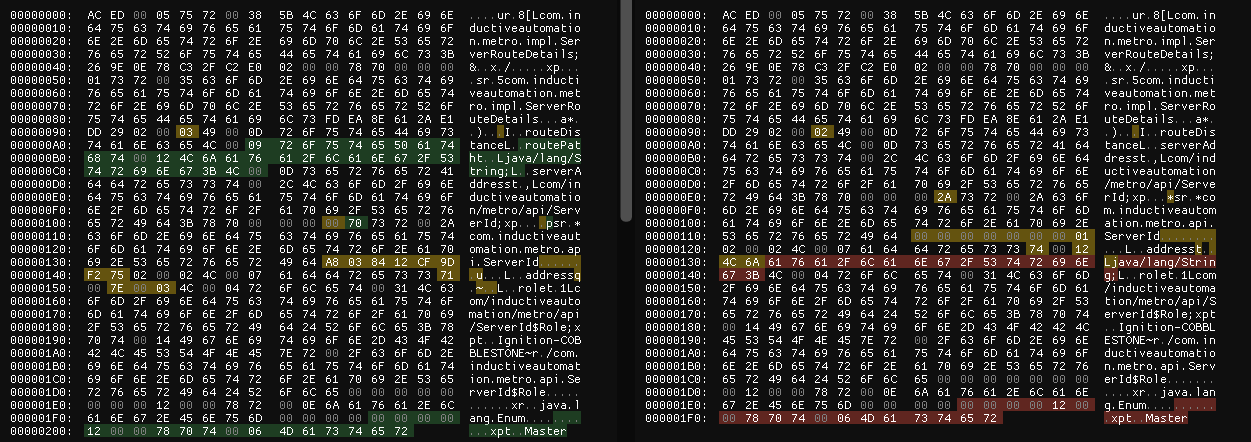 00000000: AC ED 00 05 75 72 00 38 5B 4C 63 6F 6D 2E 69 6E ....ur.8[Lcom.in
00000010: 64 75 63 74 69 76 65 61 75 74 6F 6D 61 74 69 6F ductiveautomatio
00000020: 6E 2E 6D 65 74 72 6F 2E 69 6D 70 6C 2E 53 65 72 n.metro.impl.Ser
00000030: 76 65 72 52 6F 75 74 65 44 65 74 61 69 6C 73 3B verRouteDetails;
00000040: 26 9E 0E 78 C3 2F C2 E0 02 00 00 78 70 00 00 00 &..x./.....xp...
00000050: 01 73 72 00 35 63 6F 6D 2E 69 6E 64 75 63 74 69 .sr.5com.inducti
00000060: 76 65 61 75 74 6F 6D 61 74 69 6F 6E 2E 6D 65 74 veautomation.met
00000070: 72 6F 2E 69 6D 70 6C 2E 53 65 72 76 65 72 52 6F ro.impl.ServerRo
00000080: 75 74 65 44 65 74 61 69 6C 73 FD EA 8E 61 2A E1 uteDetails...a*.
00000090: DD 29 02 00 03 49 00 0D 72 6F 75 74 65 44 69 73 .)...I..routeDis
000000A0: 74 61 6E 63 65 4C 00 09 72 6F 75 74 65 50 61 74 tanceL..routePat
000000B0: 68 74 00 12 4C 6A 61 76 61 2F 6C 61 6E 67 2F 53 ht..Ljava/lang/S
000000C0: 74 72 69 6E 67 3B 4C 00 0D 73 65 72 76 65 72 41 tring;L..serverA
000000D0: 64 64 72 65 73 73 74 00 2C 4C 63 6F 6D 2F 69 6E ddresst.,Lcom/in
000000E0: 64 75 63 74 69 76 65 61 75 74 6F 6D 61 74 69 6F ductiveautomatio
000000F0: 6E 2F 6D 65 74 72 6F 2F 61 70 69 2F 53 65 72 76 n/metro/api/Serv
00000100: 65 72 49 64 3B 78 70 00 00 00 00 70 73 72 00 2A erId;xp....psr.*
00000110: 63 6F 6D 2E 69 6E 64 75 63 74 69 76 65 61 75 74 com.inductiveaut
00000120: 6F 6D 61 74 69 6F 6E 2E 6D 65 74 72 6F 2E 61 70 omation.metro.ap
00000130: 69 2E 53 65 72 76 65 72 49 64 A8 03 84 12 CF 9D i.ServerId......
00000140: F2 75 02 00 02 4C 00 07 61 64 64 72 65 73 73 71 .u...L..addressq
00000150: 00 7E 00 03 4C 00 04 72 6F 6C 65 74 00 31 4C 63 .~..L..rolet.1Lc
00000160: 6F 6D 2F 69 6E 64 75 63 74 69 76 65 61 75 74 6F om/inductiveauto
00000170: 6D 61 74 69 6F 6E 2F 6D 65 74 72 6F 2F 61 70 69 mation/metro/api
00000180: 2F 53 65 72 76 65 72 49 64 24 52 6F 6C 65 3B 78 /ServerId$Role;x
00000190: 70 74 00 14 49 67 6E 69 74 69 6F 6E 2D 43 4F 42 pt..Ignition-COB
000001A0: 42 4C 45 53 54 4F 4E 45 7E 72 00 2F 63 6F 6D 2E BLESTONE~r./com.
000001B0: 69 6E 64 75 63 74 69 76 65 61 75 74 6F 6D 61 74 inductiveautomat
000001C0: 69 6F 6E 2E 6D 65 74 72 6F 2E 61 70 69 2E 53 65 ion.metro.api.Se
000001D0: 72 76 65 72 49 64 24 52 6F 6C 65 00 00 00 00 00 rverId$Role.....
000001E0: 00 00 00 12 00 00 78 72 00 0E 6A 61 76 61 2E 6C ......xr..java.l
000001F0: 61 6E 67 2E 45 6E 75 6D 00 00 00 00 00 00 00 00 ang.Enum........
00000200: 12 00 00 78 70 74 00 06 4D 61 73 74 65 72 ...xpt..Master
00000000: AC ED 00 05 75 72 00 38 5B 4C 63 6F 6D 2E 69 6E ....ur.8[Lcom.in
00000010: 64 75 63 74 69 76 65 61 75 74 6F 6D 61 74 69 6F ductiveautomatio
00000020: 6E 2E 6D 65 74 72 6F 2E 69 6D 70 6C 2E 53 65 72 n.metro.impl.Ser
00000030: 76 65 72 52 6F 75 74 65 44 65 74 61 69 6C 73 3B verRouteDetails;
00000040: 26 9E 0E 78 C3 2F C2 E0 02 00 00 78 70 00 00 00 &..x./.....xp...
00000050: 01 73 72 00 35 63 6F 6D 2E 69 6E 64 75 63 74 69 .sr.5com.inducti
00000060: 76 65 61 75 74 6F 6D 61 74 69 6F 6E 2E 6D 65 74 veautomation.met
00000070: 72 6F 2E 69 6D 70 6C 2E 53 65 72 76 65 72 52 6F ro.impl.ServerRo
00000080: 75 74 65 44 65 74 61 69 6C 73 FD EA 8E 61 2A E1 uteDetails...a*.
00000090: DD 29 02 00 02 49 00 0D 72 6F 75 74 65 44 69 73 .)...I..routeDis
000000A0: 74 61 6E 63 65 4C 00 0D 73 65 72 76 65 72 41 64 tanceL..serverAd
000000B0: 64 72 65 73 73 74 00 2C 4C 63 6F 6D 2F 69 6E 64 dresst.,Lcom/ind
000000C0: 75 63 74 69 76 65 61 75 74 6F 6D 61 74 69 6F 6E uctiveautomation
000000D0: 2F 6D 65 74 72 6F 2F 61 70 69 2F 53 65 72 76 65 /metro/api/Serve
000000E0: 72 49 64 3B 78 70 00 00 00 2A 73 72 00 2A 63 6F rId;xp...*sr.*co
000000F0: 6D 2E 69 6E 64 75 63 74 69 76 65 61 75 74 6F 6D m.inductiveautom
00000100: 61 74 69 6F 6E 2E 6D 65 74 72 6F 2E 61 70 69 2E ation.metro.api.
00000110: 53 65 72 76 65 72 49 64 00 00 00 00 00 00 00 01 ServerId........
00000120: 02 00 02 4C 00 07 61 64 64 72 65 73 73 74 00 12 ...L..addresst..
00000130: 4C 6A 61 76 61 2F 6C 61 6E 67 2F 53 74 72 69 6E Ljava/lang/Strin
00000140: 67 3B 4C 00 04 72 6F 6C 65 74 00 31 4C 63 6F 6D g;L..rolet.1Lcom
00000150: 2F 69 6E 64 75 63 74 69 76 65 61 75 74 6F 6D 61 /inductiveautoma
00000160: 74 69 6F 6E 2F 6D 65 74 72 6F 2F 61 70 69 2F 53 tion/metro/api/S
00000170: 65 72 76 65 72 49 64 24 52 6F 6C 65 3B 78 70 74 erverId$Role;xpt
00000180: 00 14 49 67 6E 69 74 69 6F 6E 2D 43 4F 42 42 4C ..Ignition-COBBL
00000190: 45 53 54 4F 4E 45 7E 72 00 2F 63 6F 6D 2E 69 6E ESTONE~r./com.in
000001A0: 64 75 63 74 69 76 65 61 75 74 6F 6D 61 74 69 6F ductiveautomatio
000001B0: 6E 2E 6D 65 74 72 6F 2E 61 70 69 2E 53 65 72 76 n.metro.api.Serv
000001C0: 65 72 49 64 24 52 6F 6C 65 00 00 00 00 00 00 00 erId$Role.......
000001D0: 00 12 00 00 78 72 00 0E 6A 61 76 61 2E 6C 61 6E ....xr..java.lan
000001E0: 67 2E 45 6E 75 6D 00 00 00 00 00 00 00 00 12 00 g.Enum..........
000001F0: 00 78 70 74 00 06 4D 61 73 74 65 72 .xpt..Master